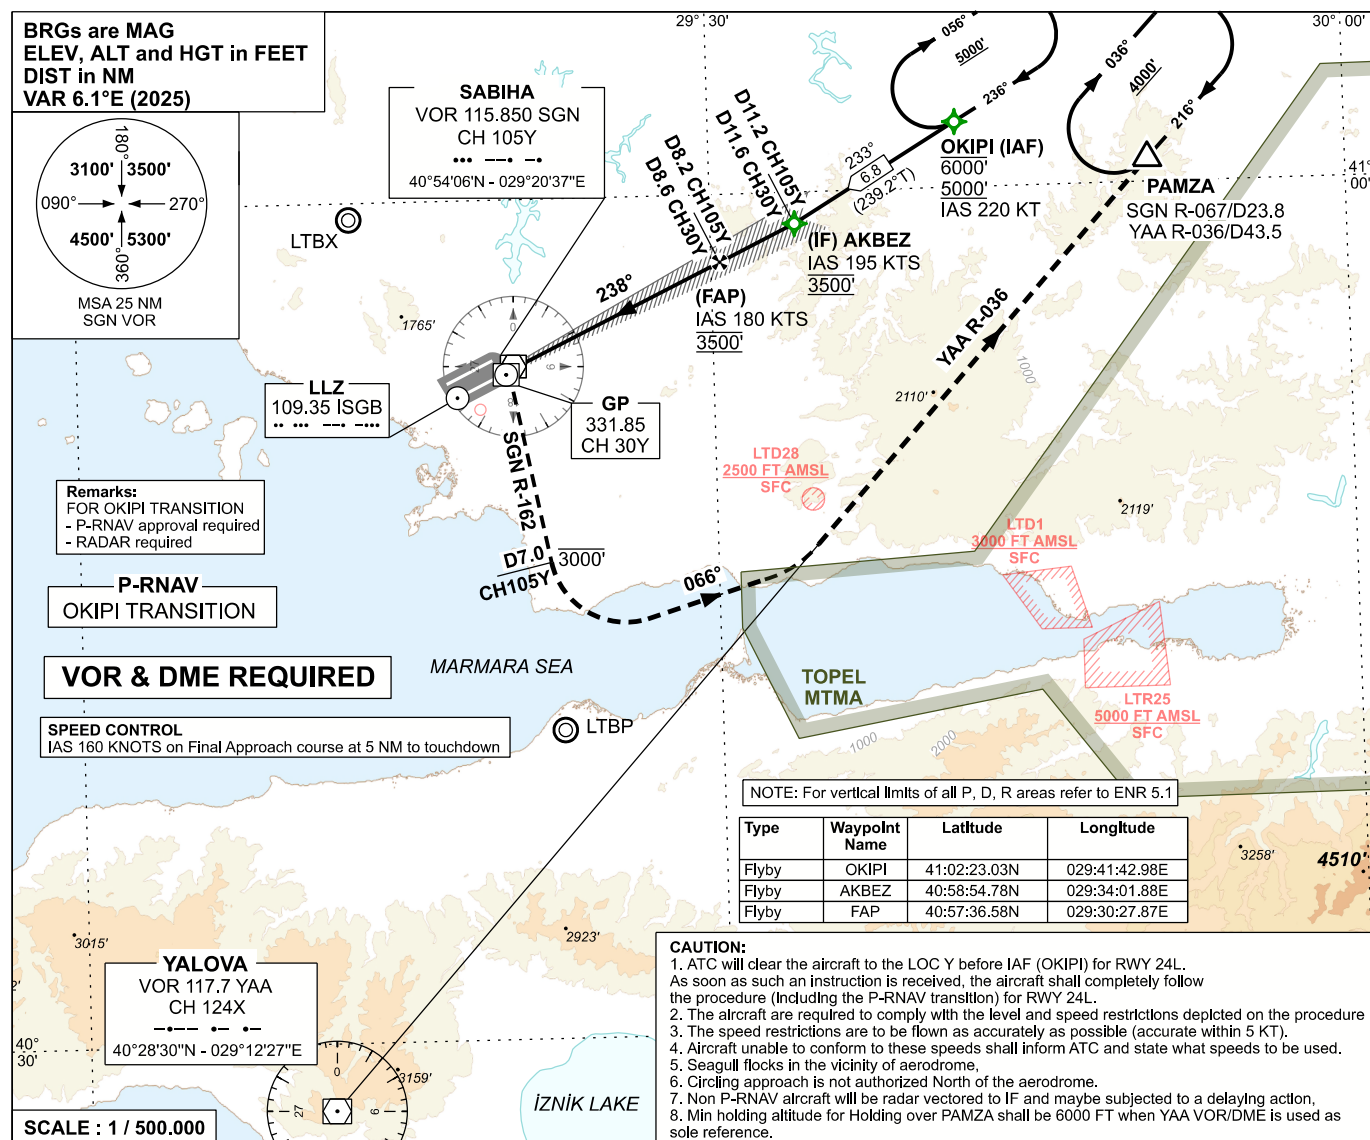 BRGs are MAG
ELEV, ALT and HGT in FEET
DIST in NM
VAR 6.1°E (2025)
180°
3100' 3500'
090° 270°
4500' 5300'
360°
MSA 25 NM
SGN VOR
29°30'
30°00'
41°
00'
SABIHA
VOR 115.850 SGN
CH 105Y
40°54'06"N - 029°20'37"E
LTBX
1765'
056°
5000'
236°
036°
4000'
216°
OKIPI (IAF)
6000'
5000'
IAS 220 KT
PAMZA
SGN R-067/D23.8
YAA R-036/D43.5
233°
6.8
(239.2°T)
D11.2 CH105Y
D11.6 CH30Y
D8.2 CH105Y
D8.6 CH30Y
(IF) AKBEZ
IAS 195 KTS
3500'
(FAP)
IAS 180 KTS
3500'
238°
0
9
8
27
LLZ
109.35 ISGB
GP
331.85
CH 30Y
SGN R-162
D7.0
CH105Y
3000'
066°
YAA R-036
1000
2110'
2119'
LTD28
2500 FT AMSL
SFC
LTD1
3000 FT AMSL
SFC
LTR25
5000 FT AMSL
SFC
TOPEL
MTMA
Remarks:
FOR OKIPI TRANSITION
- P-RNAV approval required
- RADAR required
P-RNAV
OKIPI TRANSITION
VOR & DME REQUIRED
MARMARA SEA
SPEED CONTROL
IAS 160 KNOTS on Final Approach course at 5 NM to touchdown
LTBP
1000
2000
NOTE: For vertical limits of all P, D, R areas refer to ENR 5.1
Type Waypoint Name Latitude Longitude
Flyby OKİPİ 41:02:23.03N 029:41:42.98E
Flyby AKBEZ 40:58:54.78N 029:34:01.88E
Flyby FAP 40:57:36.58N 029:30:27.87E
3258'
4510'
3015'
2923'
YALOVA
VOR 117.7 YAA
CH 124X
40°28'30"N - 029°12'27"E
2'
40°
30'
3159'
0
27
6
İZNİK LAKE
SCALE : 1 / 500.000
CAUTION:
1. ATC will clear the aircraft to the LOC Y before IAF (OKIPI) for RWY 24L.
As soon as such an instruction is received, the aircraft shall completely follow
the procedure (including the P-RNAV transition) for RWY 24L.
2. The aircraft are required to comply with the level and speed restrictions depicted on the procedure
3. The speed restrictions are to be flown as accurately as possible (accurate within 5 KT).
4. Aircraft unable to conform to these speeds shall inform ATC and state what speeds to be used.
5. Seagull flocks in the vicinity of aerodrome,
6. Circling approach is not authorized North of the aerodrome.
7. Non P-RNAV aircraft will be radar vectored to IF and maybe subjected to a delaying action,
8. Min holding altitude for Holding over PAMZA shall be 6000 FT when YAA VOR/DME is used as
sole reference.